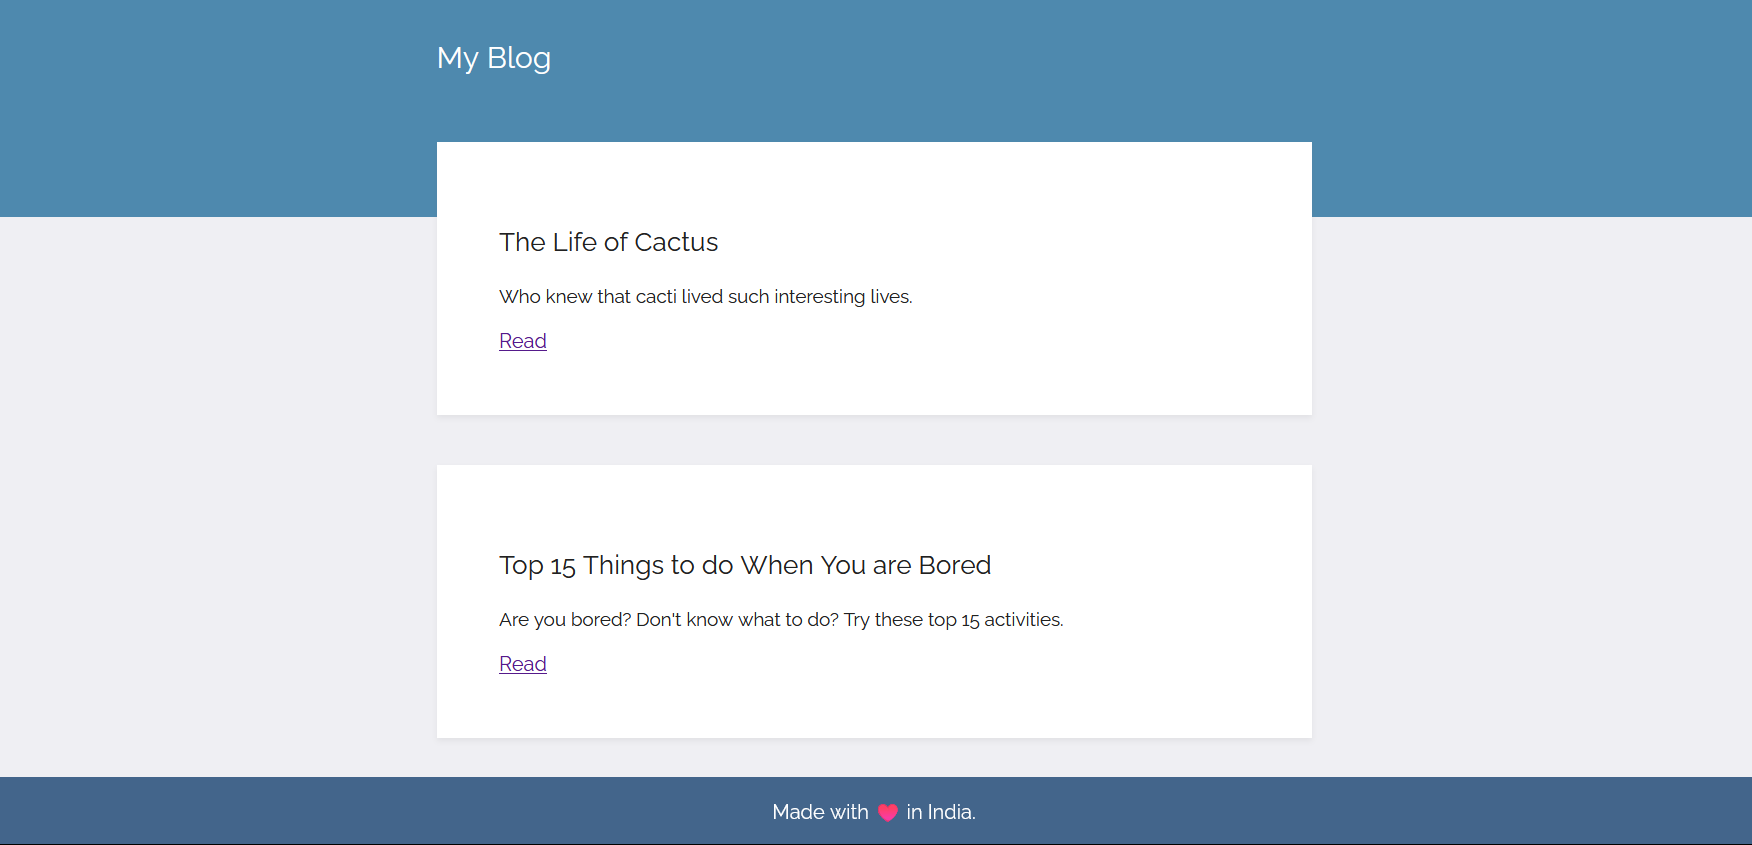 My Blog
The Life of Cactus
Who knew that cacti lived such interesting lives.
Read
Top 15 Things to do When You are Bored
Are you bored? Don't know what to do? Try these top 15 activities.
Read
Made with ❤ in India.